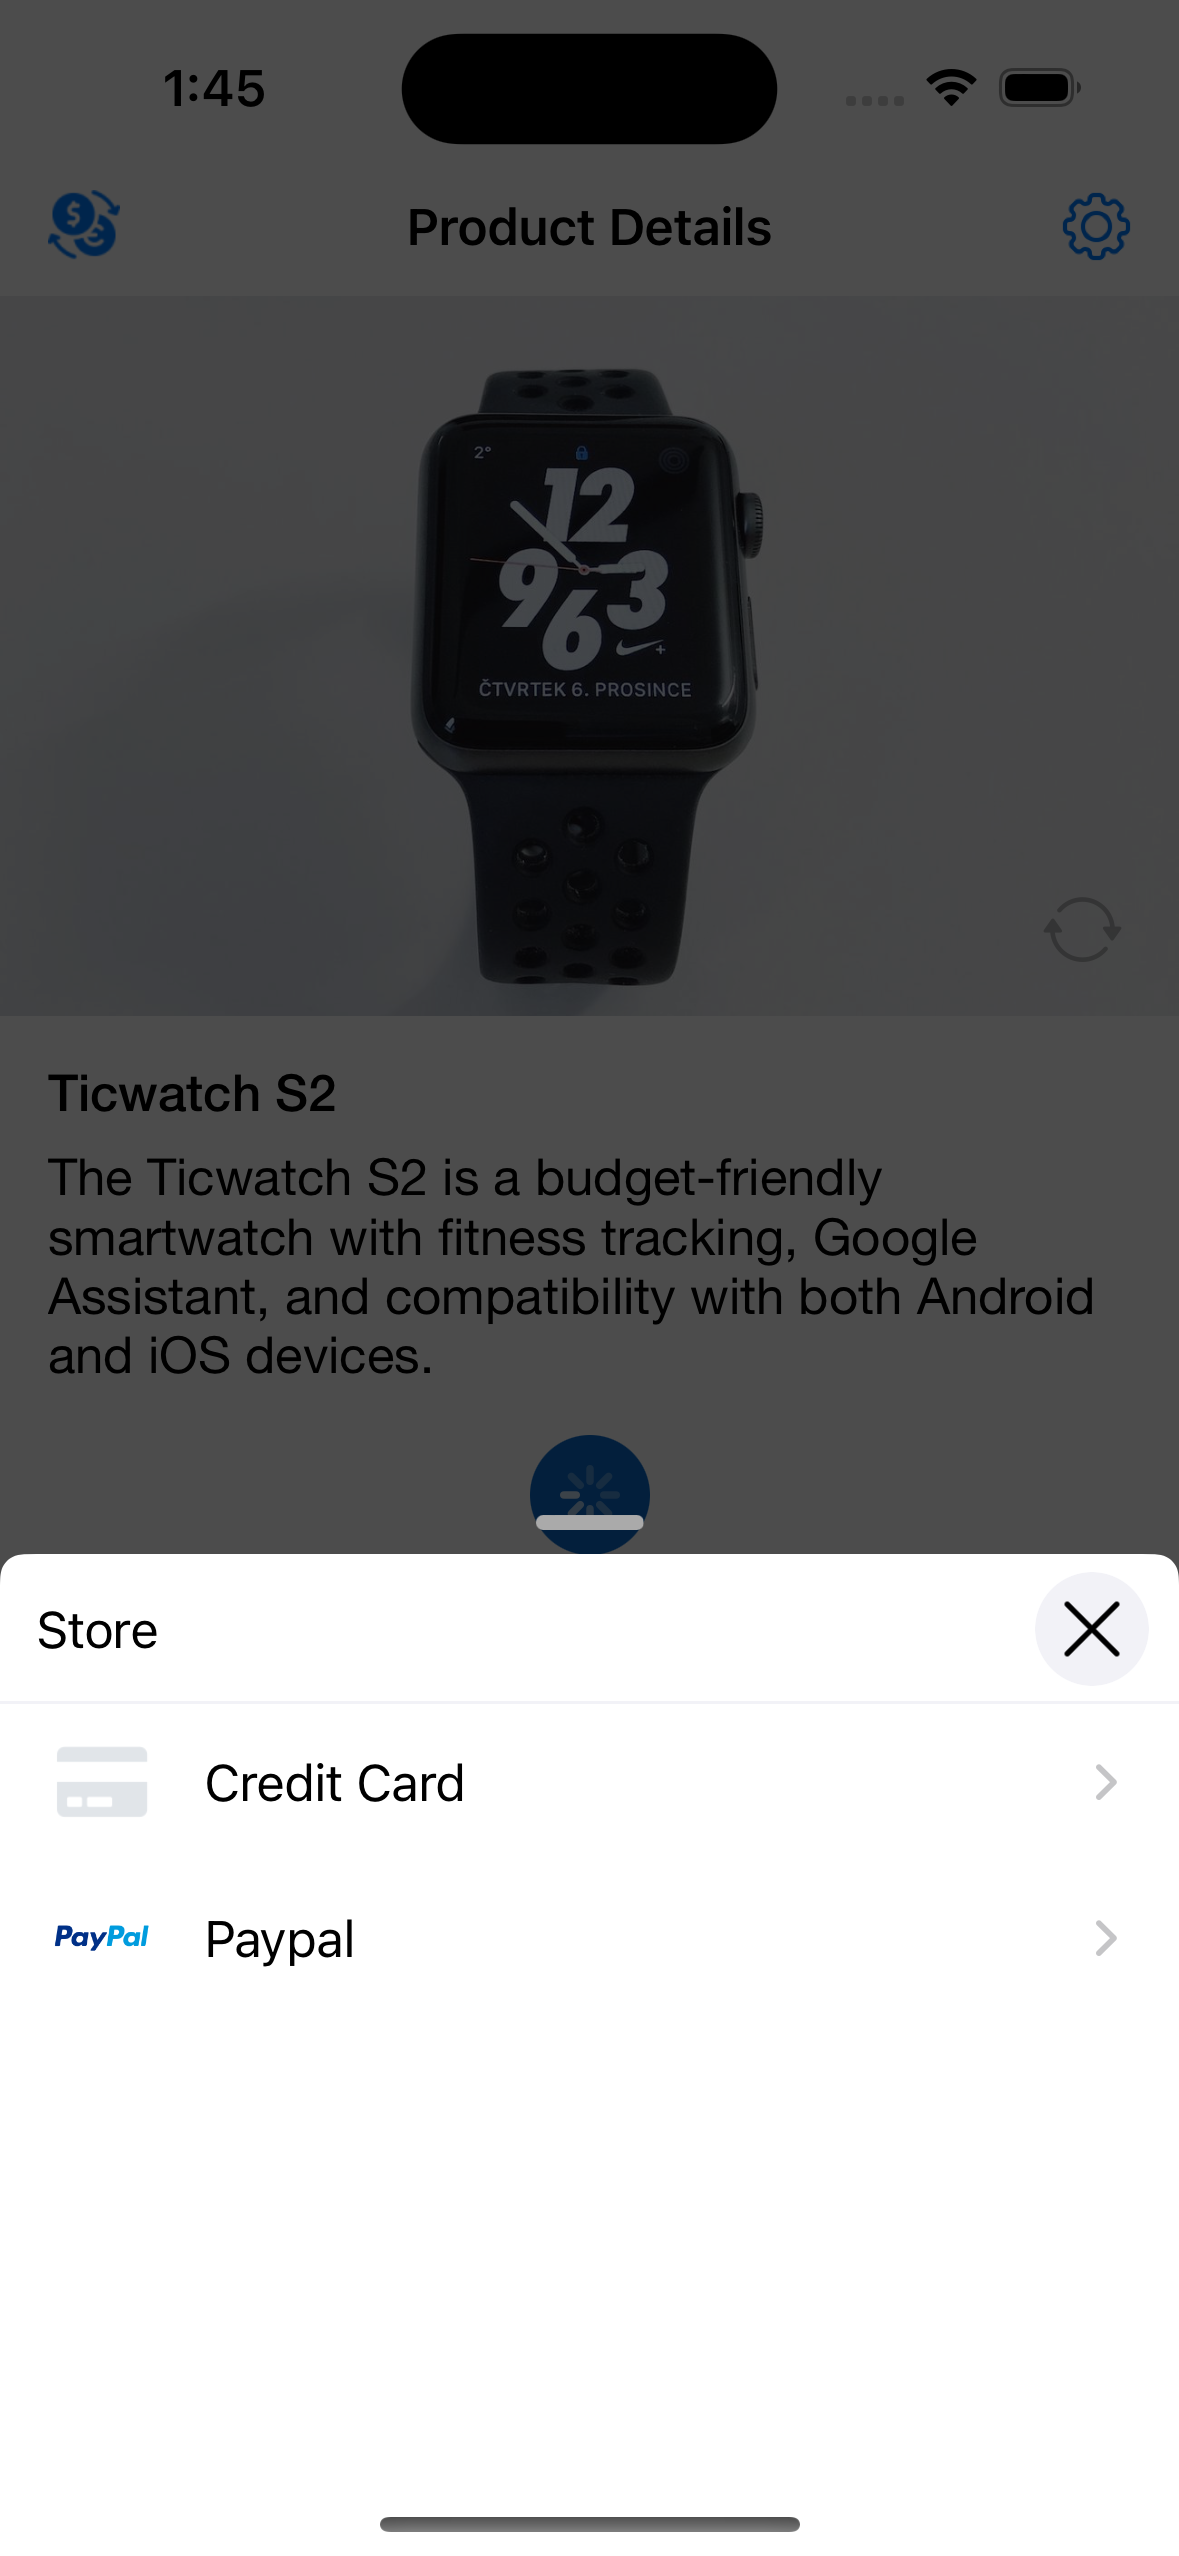 1:45
Product Details
2°
12
9 3
6
ČTVRTEK 6. PROSINCE
Ticwatch S2
The Ticwatch S2 is a budget-friendly
smartwatch with fitness tracking, Google
Assistant, and compatibility with both Android
and iOS devices.
Store
Credit Card
PayPal Paypal